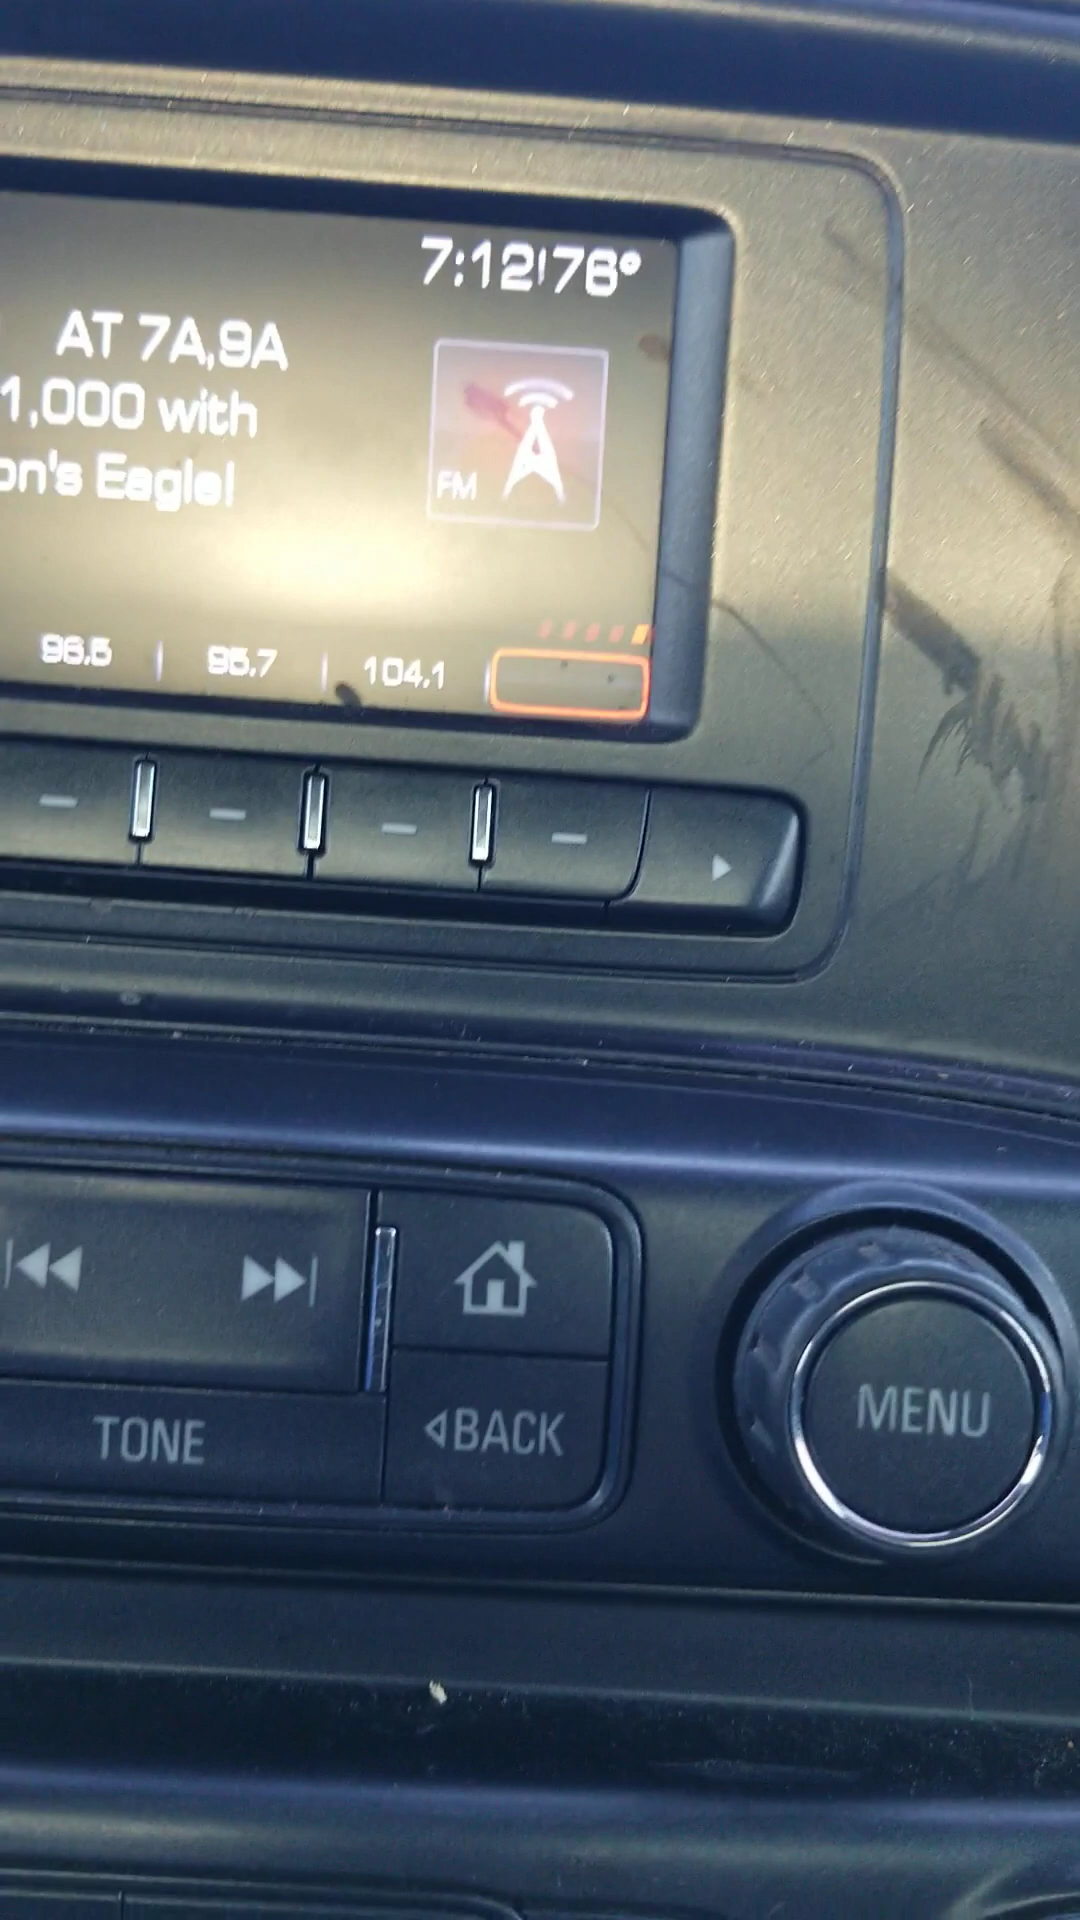 7:12 76°
AT 7A,9A
1,000 with
on's Eagle!
FM
96.5 | 95.7 | 104.1
TONE
BACK
MENU